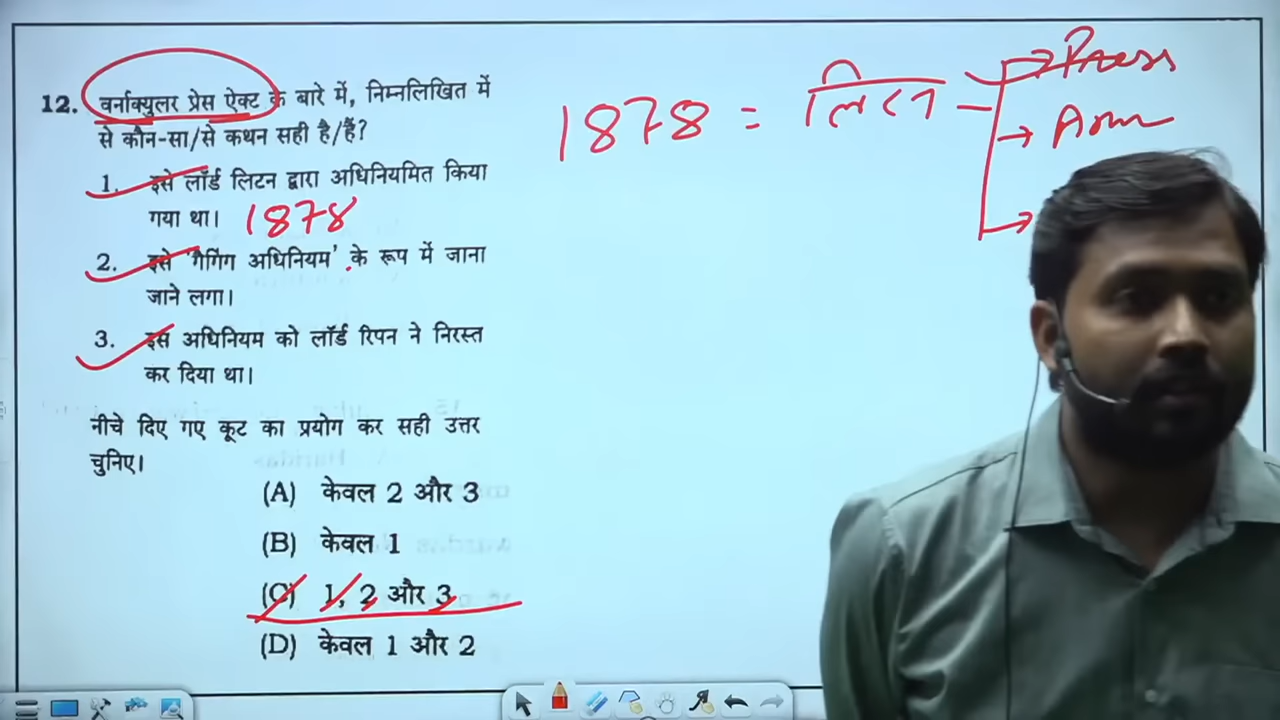 12. वर्नाक्युलर प्रेस ऐक्ट के बारे में, निम्नलिखित में
से कौन-सा/से कथन सही है/हैं?
1. इसे लॉर्ड लिटन द्वारा अधिनियमित किया
गया था। 1878
2. इसे 'गैगिंग अधिनियम' के रूप में जाना
जाने लगा।
3. इस अधिनियम को लॉर्ड रिपन ने निरस्त
कर दिया था।
नीचे दिए गए कूट का प्रयोग कर सही उत्तर
चुनिए।
(A) केवल 2 और 3
(B) केवल 1
(C) 1, 2 और 3
(D) केवल 1 और 2
1878 = लिटन
Press
Arm